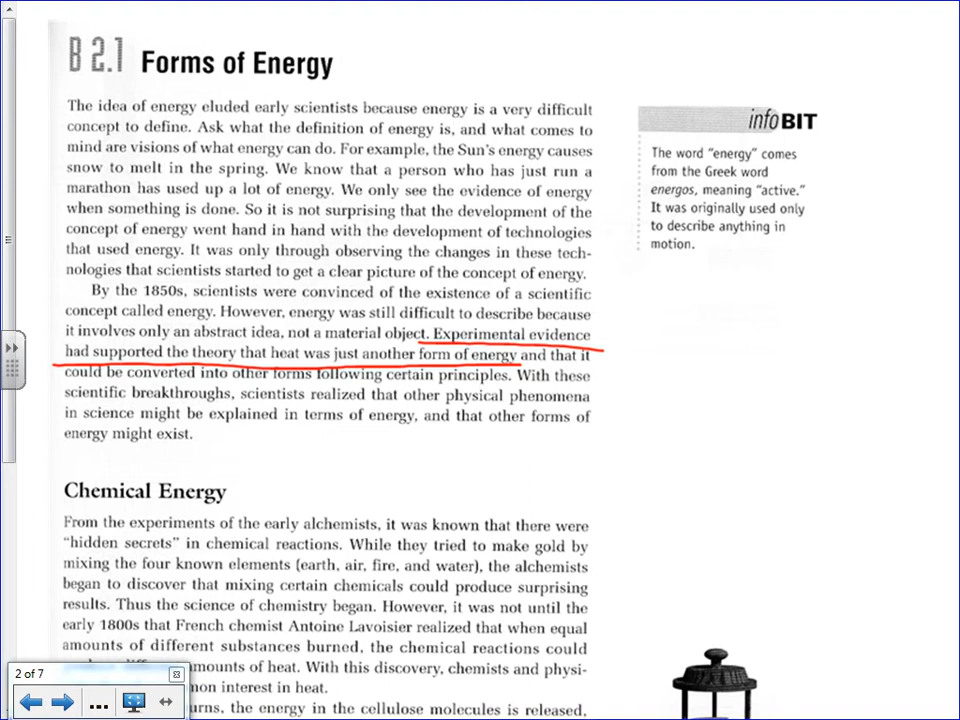 B 2.1 Forms of Energy
The idea of energy eluded early scientists because energy is a very difficult
concept to define. Ask what the definition of energy is, and what comes to
mind are visions of what energy can do. For example, the Sun's energy causes
snow to melt in the spring. We know that a person who has just run a
marathon has used up a lot of energy. We only see the evidence of energy
when something is done. So it is not surprising that the development of the
concept of energy went hand in hand with the development of technologies
that used energy. It was only through observing the changes in these tech-
nologies that scientists started to get a clear picture of the concept of energy.
By the 1850s, scientists were convinced of the existence of a scientific
concept called energy. However, energy was still difficult to describe because
it involves only an abstract idea, not a material object. Experimental evidence
had supported the theory that heat was just another form of energy and that it
could be converted into other forms following certain principles. With these
scientific breakthroughs, scientists realized that other physical phenomena
in science might be explained in terms of energy, and that other forms of
energy might exist.
Chemical Energy
From the experiments of the early alchemists, it was known that there were
"hidden secrets" in chemical reactions. While they tried to make gold by
mixing the four known elements (earth, air, fire, and water), the alchemists
began to discover that mixing certain chemicals could produce surprising
results. Thus the science of chemistry began. However, it was not until the
early 1800s that French chemist Antoine Lavoisier realized that when equal
amounts of different substances burned, the chemical reactions could
amounts of heat. With this discovery, chemists and physi-
interest in heat.
the energy in the cellulose molecules is released,
infoBIT
The word "energy" comes
from the Greek word
energos, meaning "active."
It was originally used only
to describe anything in
motion.
2 of 7